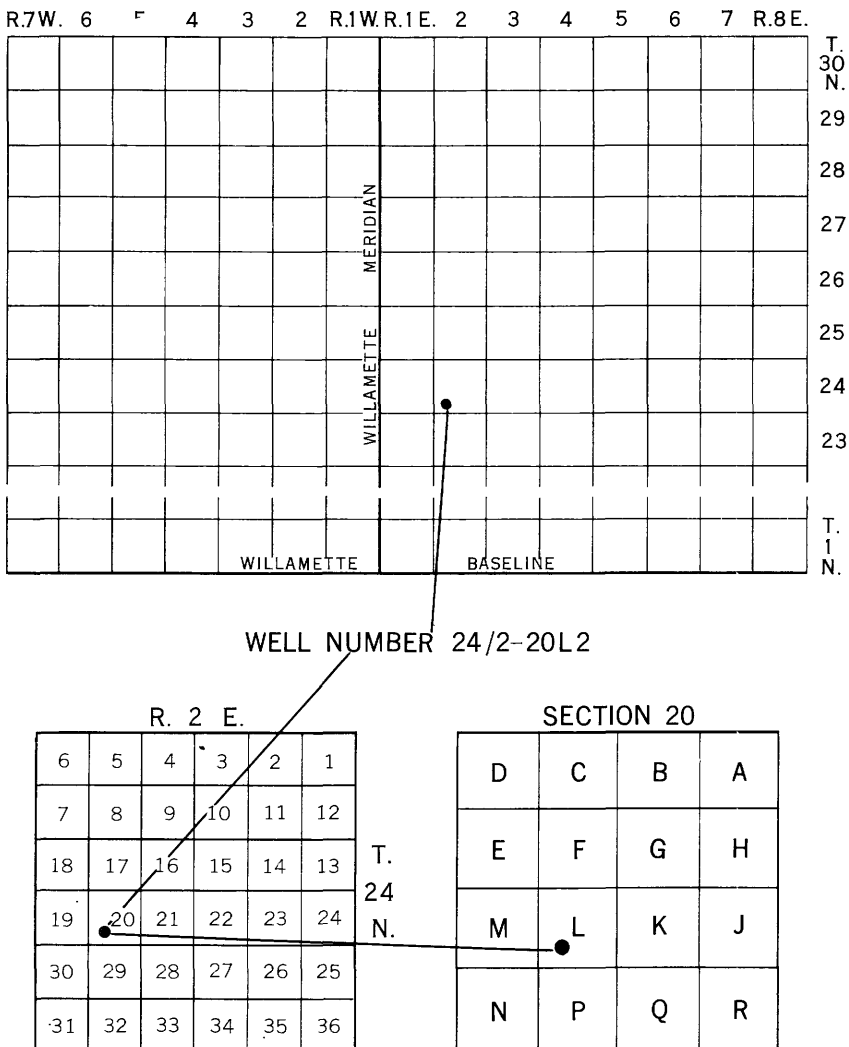 R.7W. 6 4 3 2 R.1W. R.1E. 2 3 4 5 6 7 R.8E.
T.
30
N.
29
28
27
26
25
24
23
WILLAMETTE MERIDIAN
T.
1
N.
WILLAMETTE BASELINE
WELL NUMBER 24/2-20L2
R. 2 E.
6 5 4 3 2 1
7 8 9 10 11 12
18 17 16 15 14 13
19 20 21 22 23 24
30 29 28 27 26 25
31 32 33 34 35 36
T.
24
N.
SECTION 20
D C B A
E F G H
M L K J
N P Q R